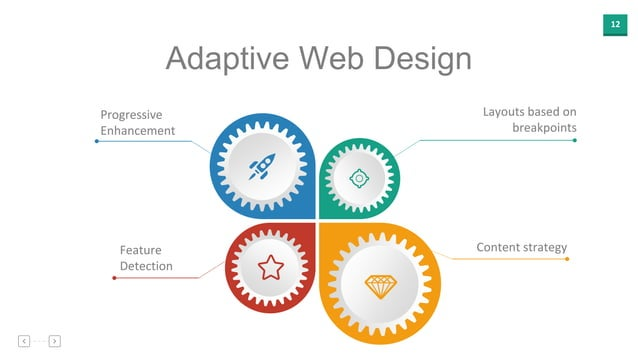 12
Adaptive Web Design
Progressive
Enhancement
Layouts based on
breakpoints
Feature
Detection
Content strategy